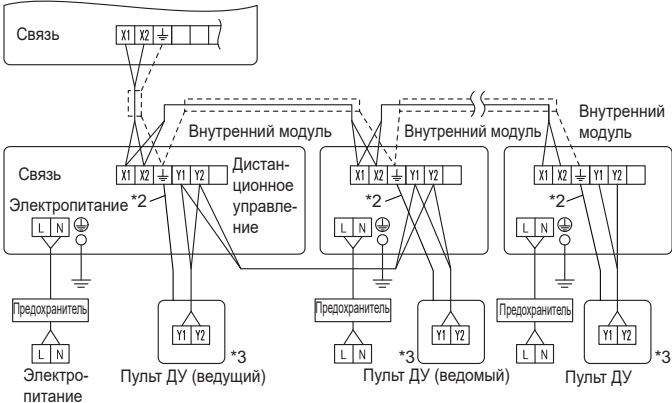 Связь
X1 X2
Внутренний модуль
Внутренний модуль
Внутренний
модуль
Связь
X1 X2 Y1 Y2
Дистан-
ционное
управле-
ние
X1 X2 Y1 Y2
X1 X2 Y1 Y2
Электропитание
*2
*2
*2
L N
L N
L N
Предохранитель
Предохранитель
Предохранитель
Y1 Y2
Y1 Y2
Y1 Y2
L N
*3
L N
*3
L N
*3
Электро-
питание
Пульт ДУ (ведущий)
Пульт ДУ (ведомый)
Пульт ДУ